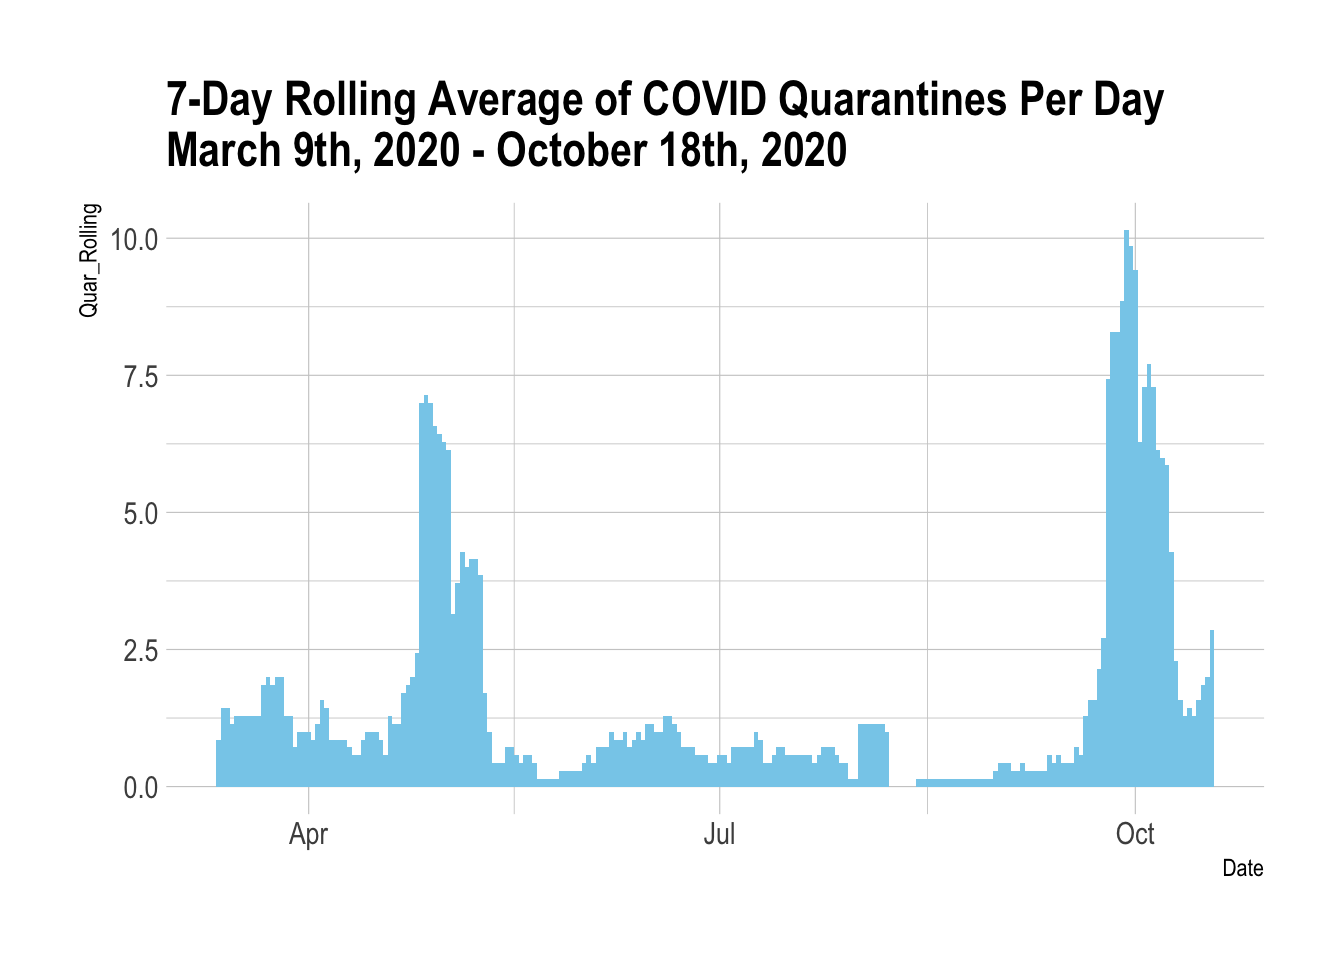 7-Day Rolling Average of COVID Quarantines Per Day
March 9th, 2020 - October 18th, 2020
Quar_Rolling
10.0
7.5
5.0
2.5
0.0
Apr
Jul
Oct
Date